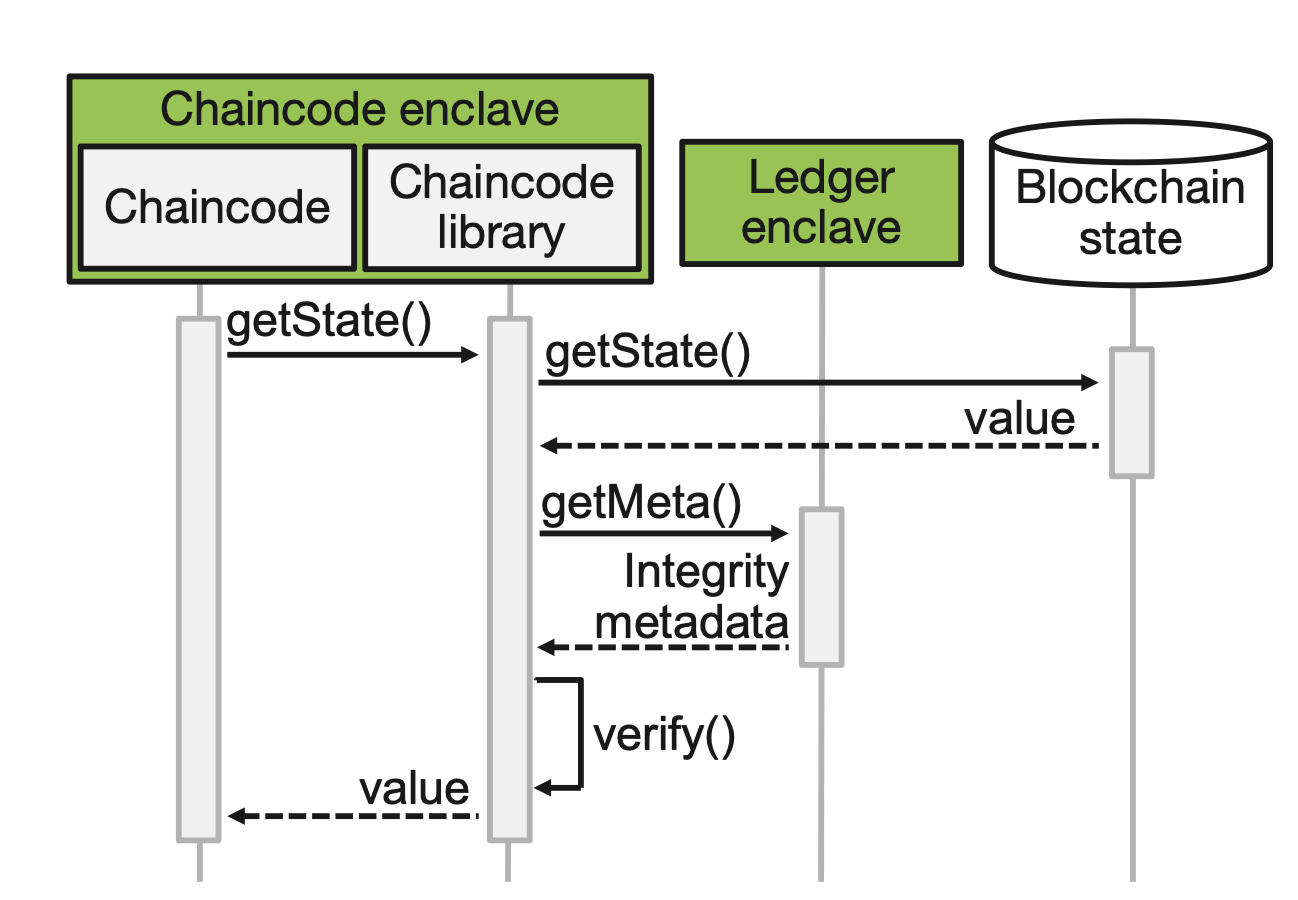 Chaincode enclave
Chaincode
Chaincode
library
Ledger
enclave
Blockchain
state
getState()
getState()
value
getMeta()
Integrity
metadata
verify()
value